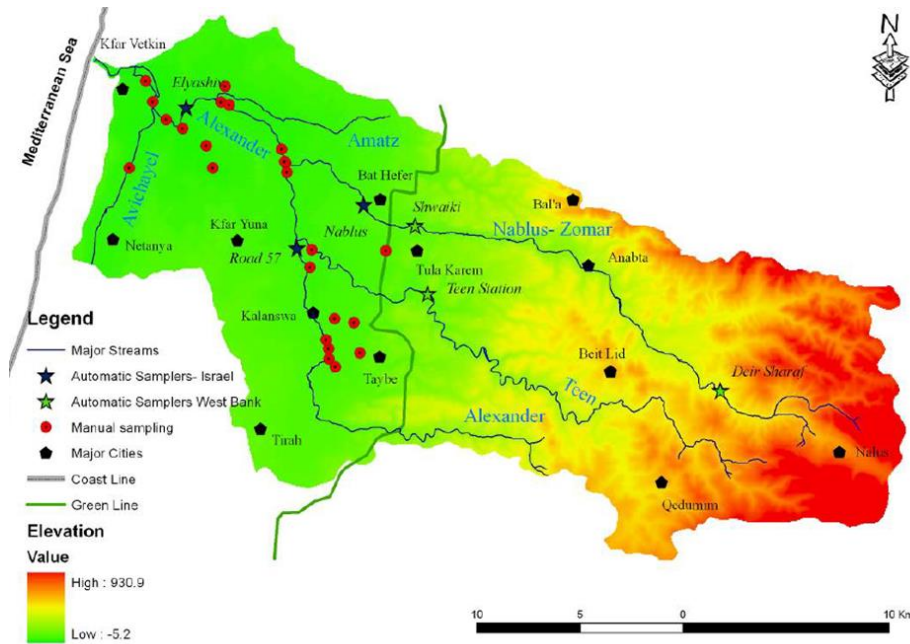 Kfar Vetkin
N
Mediterranean Sea
Elyashiv
Alexander
Amatz
Avichayel
Bat Hefer
Bal'a
Shwaiki
Nablus- Zomar
Kfar Yuna
Nablus
Netanya
Road 57
Anabta
Tula Karem
Teen Station
Kalanswa
Beit Lid
Taybe
Deir Sharaf
Teen
Alexander
Tirah
Nalus
Qedumim
Legend
Major Streams
Automatic Samplers- Israel
Automatic Samplers West Bank
Manual sampling
Major Cities
Coast Line
Green Line
Elevation
Value
High : 930.9
Low : -5.2
10 5 0 10 Km